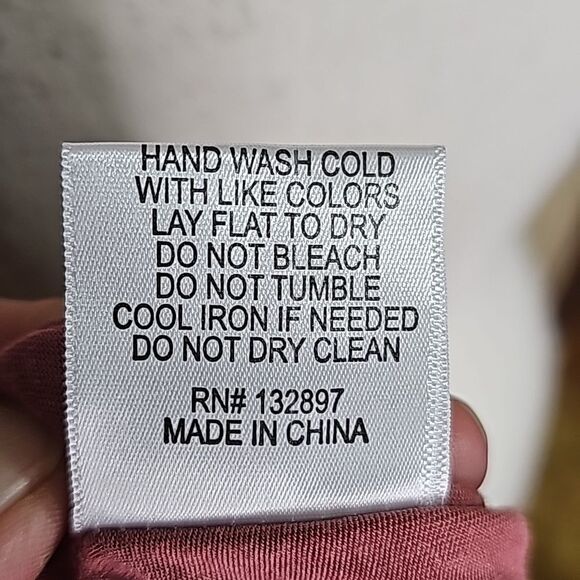 HAND WASH COLD
WITH LIKE COLORS
LAY FLAT TO DRY
DO NOT BLEACH
DO NOT TUMBLE
COOL IRON IF NEEDED
DO NOT DRY CLEAN
RN# 132897
MADE IN CHINA